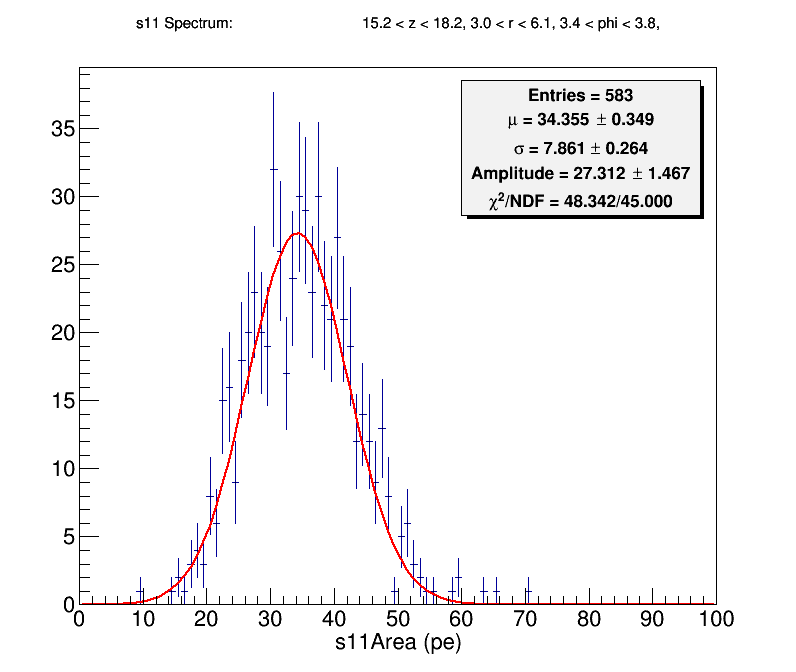 s11 Spectrum: 15.2 < z < 18.2, 3.0 < r < 6.1, 3.4 < phi < 3.8,
Entries = 583
μ = 34.355 ± 0.349
σ = 7.861 ± 0.264
Amplitude = 27.312 ± 1.467
χ²/NDF = 48.342/45.000
35
30
25
20
15
10
5
0
0 10 20 30 40 50 60 70 80 90 100
s11Area (pe)